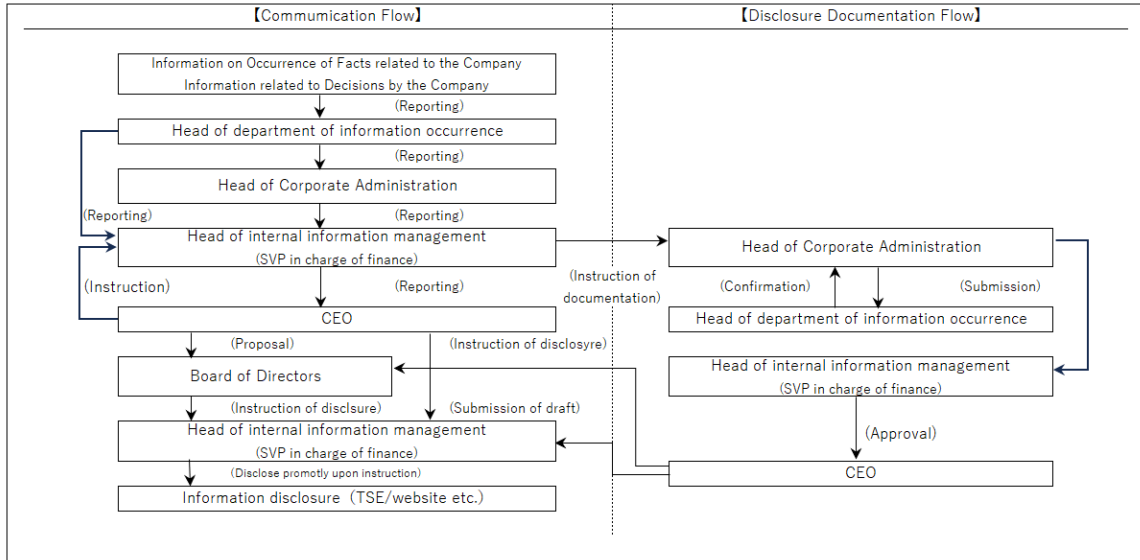 【Commumication Flow】
【Disclosure Documentation Flow】
Information on Occurrence of Facts related to the Company
Information related to Decisions by the Company
(Reporting)
Head of department of information occurrence
(Reporting)
Head of Corporate Administration
(Reporting)
(Reporting)
Head of internal information management
(SVP in charge of finance)
(Instruction)
(Reporting)
CEO
(Proposal)
(Instruction of disclosyre)
Board of Directors
(Instruction of disclsure)
(Submission of draft)
Head of internal information management
(SVP in charge of finance)
(Disclose promotly upon instruction)
Information disclosure（TSE/website etc.）
(Instruction of
documentation)
Head of Corporate Administration
(Confirmation)
(Submission)
Head of department of information occurrence
Head of internal information management
(SVP in charge of finance)
(Approval)
CEO